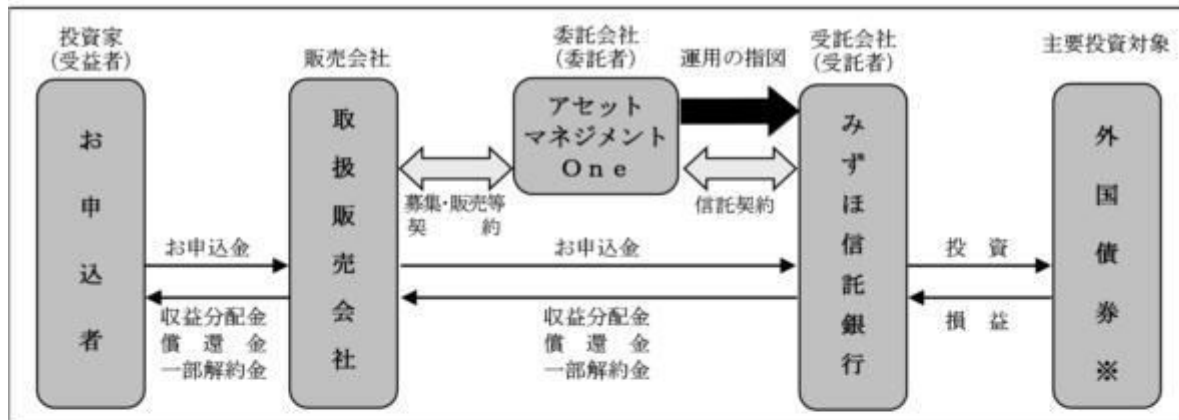 投資家
(受益者)
お申込者
販売会社
取扱販売会社
委託会社
(委託者)
アセット
マネジメント
One
運用の指図
受託会社
(受託者)
みずほ信託銀行
主要投資対象
外国債券※
募集・販売等
契約
信託契約
お申込金
収益分配金
償還金
一部解約金
お申込金
収益分配金
償還金
一部解約金
投資
損益